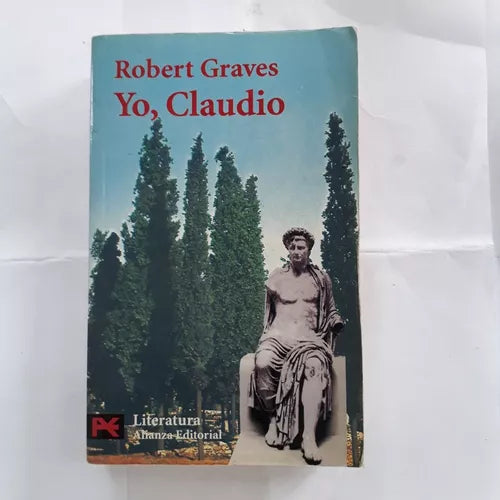 Robert Graves
Yo, Claudio
Literatura
Alianza Editorial